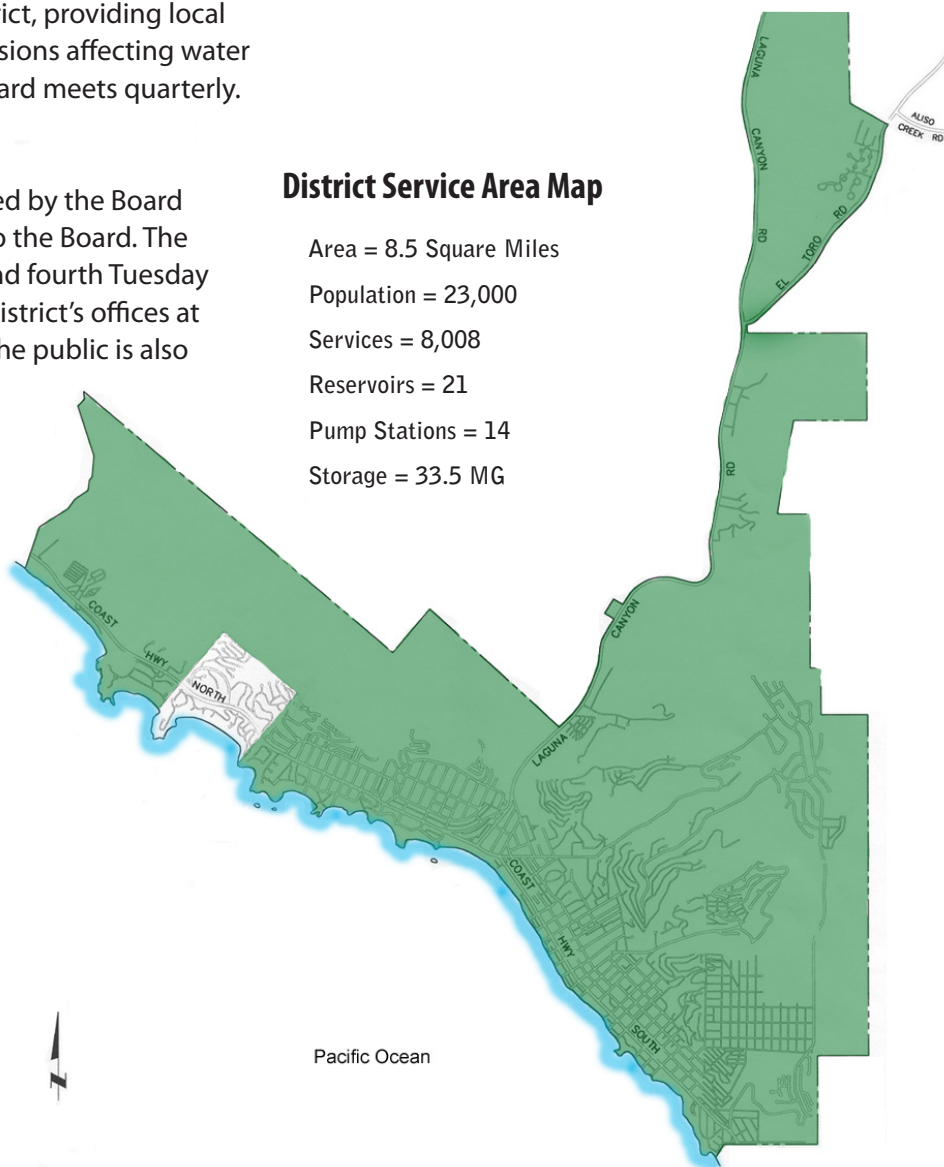 rict, providing local
sions affecting water
ard meets quarterly.
ed by the Board
o the Board. The
nd fourth Tuesday
istrict’s offices at
he public is also
District Service Area Map
Area = 8.5 Square Miles
Population = 23,000
Services = 8,008
Reservoirs = 21
Pump Stations = 14
Storage = 33.5 MG
LAGUNA
CANYON
RD
ALISO
CREEK RD
EL TORO RD
RD
CANYON
LAGUNA
COAST
HWY
NORTH
COAST
HWY
SOUTH
Pacific Ocean
N